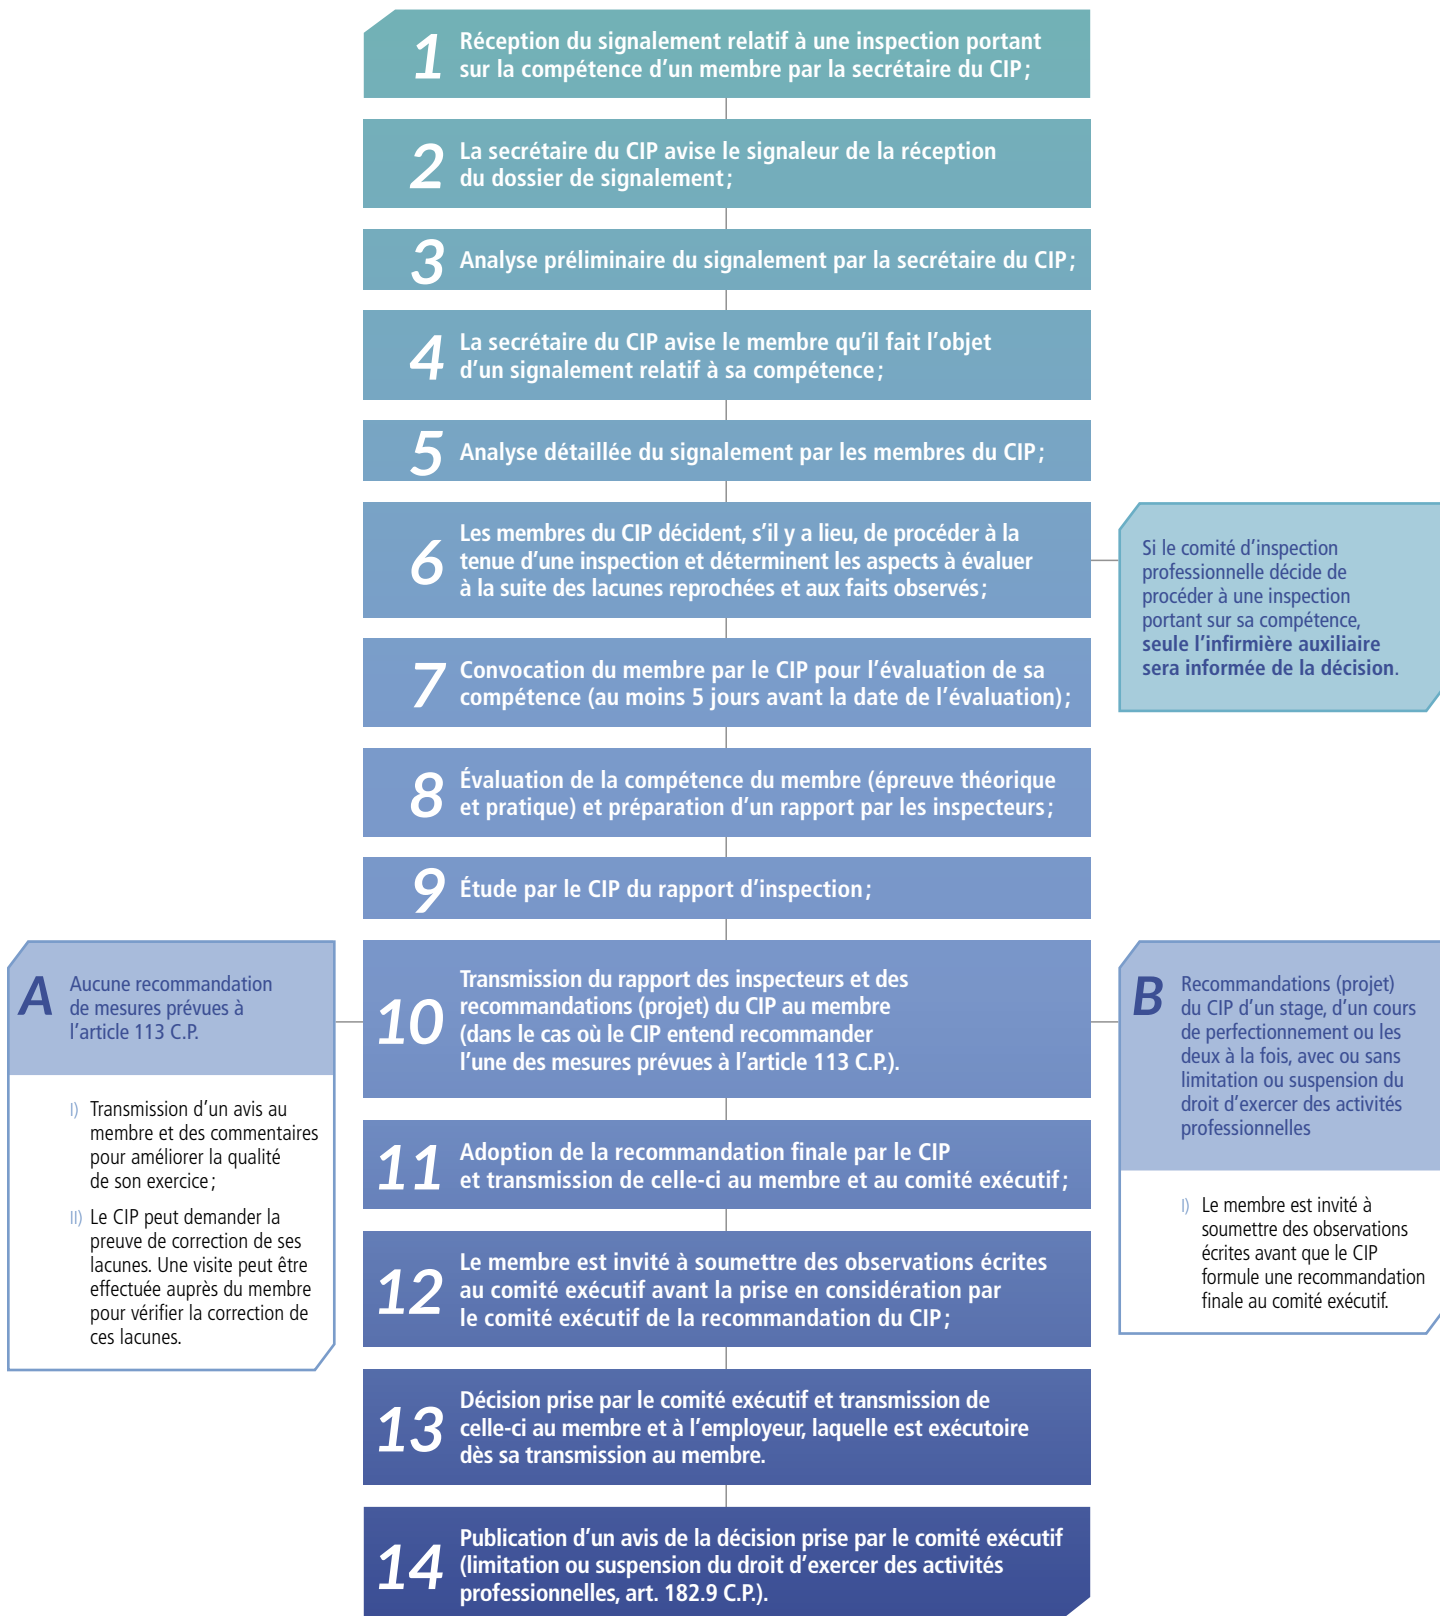 1 Réception du signalement relatif à une inspection portant
sur la compétence d’un membre par la secrétaire du CIP ;
2 La secrétaire du CIP avise le signaleur de la réception
du dossier de signalement ;
3 Analyse préliminaire du signalement par la secrétaire du CIP ;
4 La secrétaire du CIP avise le membre qu’il fait l’objet
d’un signalement relatif à sa compétence ;
5 Analyse détaillée du signalement par les membres du CIP ;
6 Les membres du CIP décident, s’il y a lieu, de procéder à la
tenue d’une inspection et déterminent les aspects à évaluer
à la suite des lacunes reprochées et aux faits observés ;
Si le comité d’inspection
professionnelle décide de
procéder à une inspection
portant sur sa compétence,
seule l’infirmière auxiliaire
sera informée de la décision.
7 Convocation du membre par le CIP pour l’évaluation de sa
compétence (au moins 5 jours avant la date de l’évaluation) ;
8 Évaluation de la compétence du membre (épreuve théorique
et pratique) et préparation d’un rapport par les inspecteurs ;
9 Étude par le CIP du rapport d’inspection ;
10 Transmission du rapport des inspecteurs et des
recommandations (projet) du CIP au membre
(dans le cas où le CIP entend recommander
l’une des mesures prévues à l’article 113 C.P.).
A Aucune recommandation
de mesures prévues à
l’article 113 C.P.
I) Transmission d’un avis au
membre et des commentaires
pour améliorer la qualité
de son exercice ;
II) Le CIP peut demander la
preuve de correction de ses
lacunes. Une visite peut être
effectuée auprès du membre
pour vérifier la correction de
ces lacunes.
B Recommandations (projet)
du CIP d’un stage, d’un cours
de perfectionnement ou les
deux à la fois, avec ou sans
limitation ou suspension du
droit d’exercer des activités
professionnelles
I) Le membre est invité à
soumettre des observations
écrites avant que le CIP
formule une recommandation
finale au comité exécutif.
11 Adoption de la recommandation finale par le CIP
et transmission de celle-ci au membre et au comité exécutif ;
12 Le membre est invité à soumettre des observations écrites
au comité exécutif avant la prise en considération par
le comité exécutif de la recommandation du CIP ;
13 Décision prise par le comité exécutif et transmission de
celle-ci au membre et à l’employeur, laquelle est exécutoire
dès sa transmission au membre.
14 Publication d’un avis de la décision prise par le comité exécutif
(limitation ou suspension du droit d’exercer des activités
professionnelles, art. 182.9 C.P.).